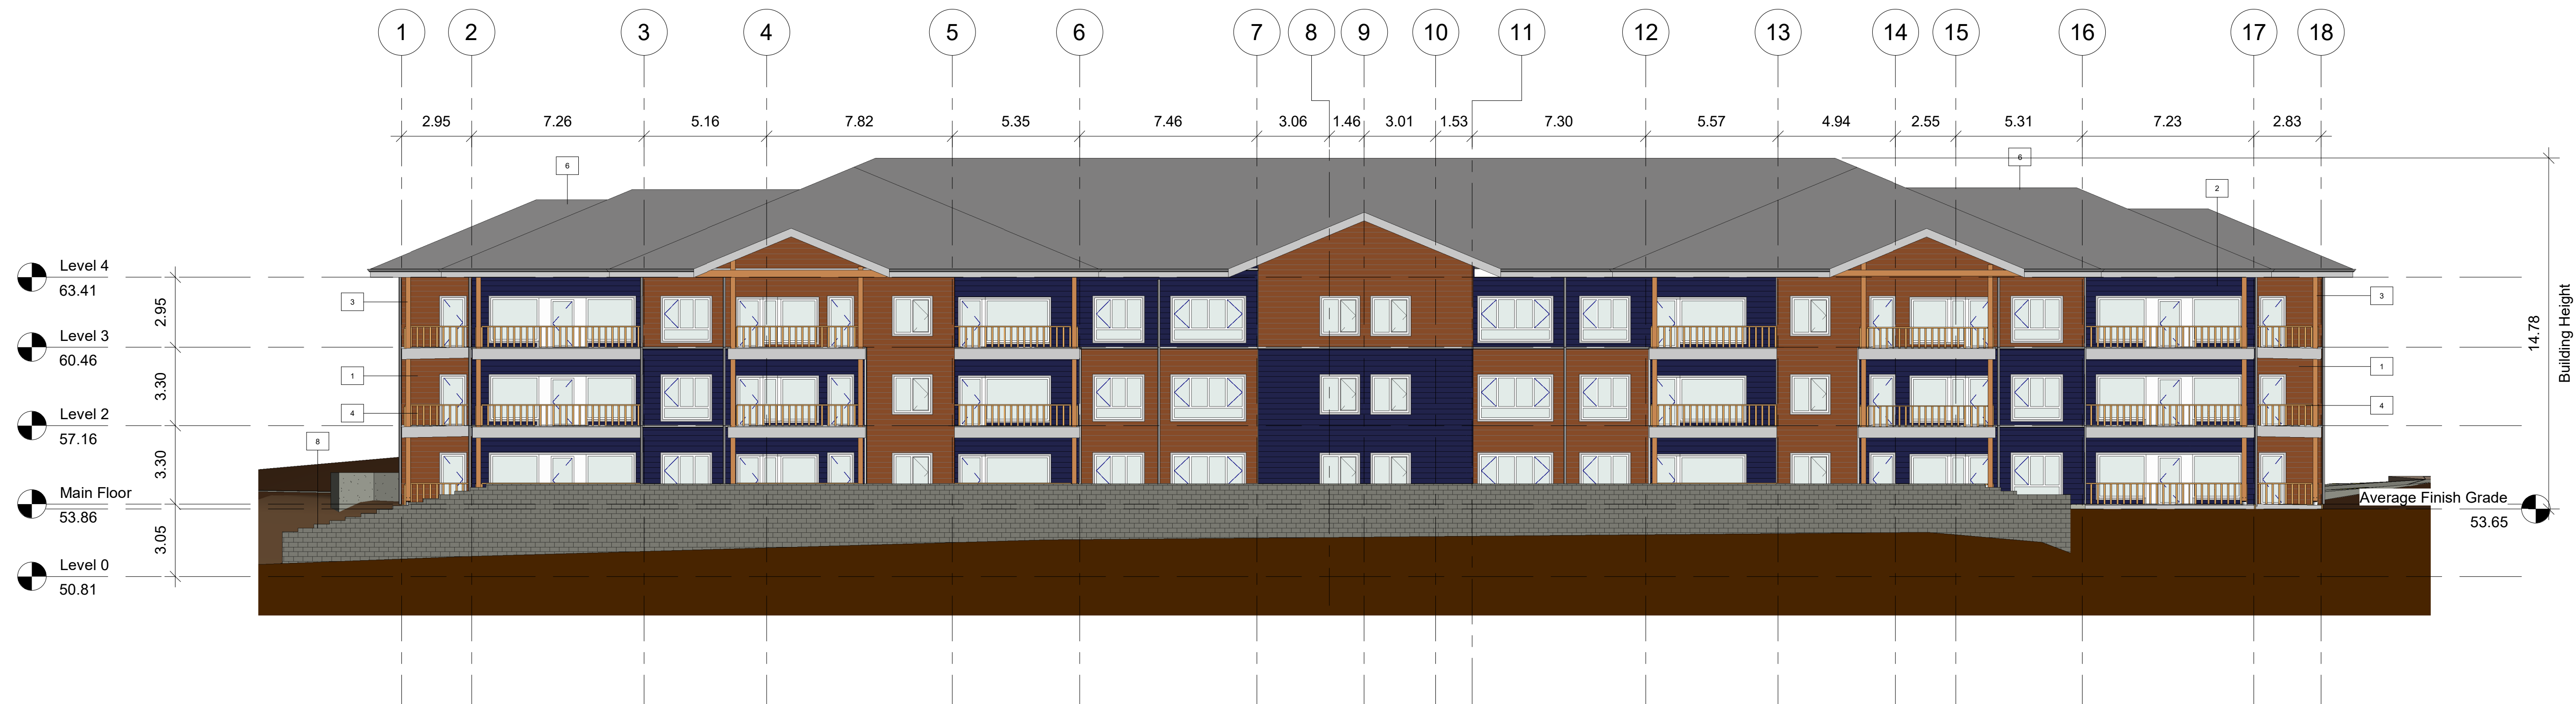 1 2 3 4 5 6 7 8 9 10 11 12 13 14 15 16 17 18
2.95 7.26 5.16 7.82 5.35 7.46 3.06 1.46 3.01 1.53 7.30 5.57 4.94 2.55 5.31 7.23 2.83
6
6
2
Level 4
63.41
3
3
2.95
Level 3
60.46
14.78
Building Height
1
1
3.30
4
4
Level 2
57.16
8
3.30
Main Floor
53.86
Average Finish Grade
53.65
3.05
Level 0
50.81